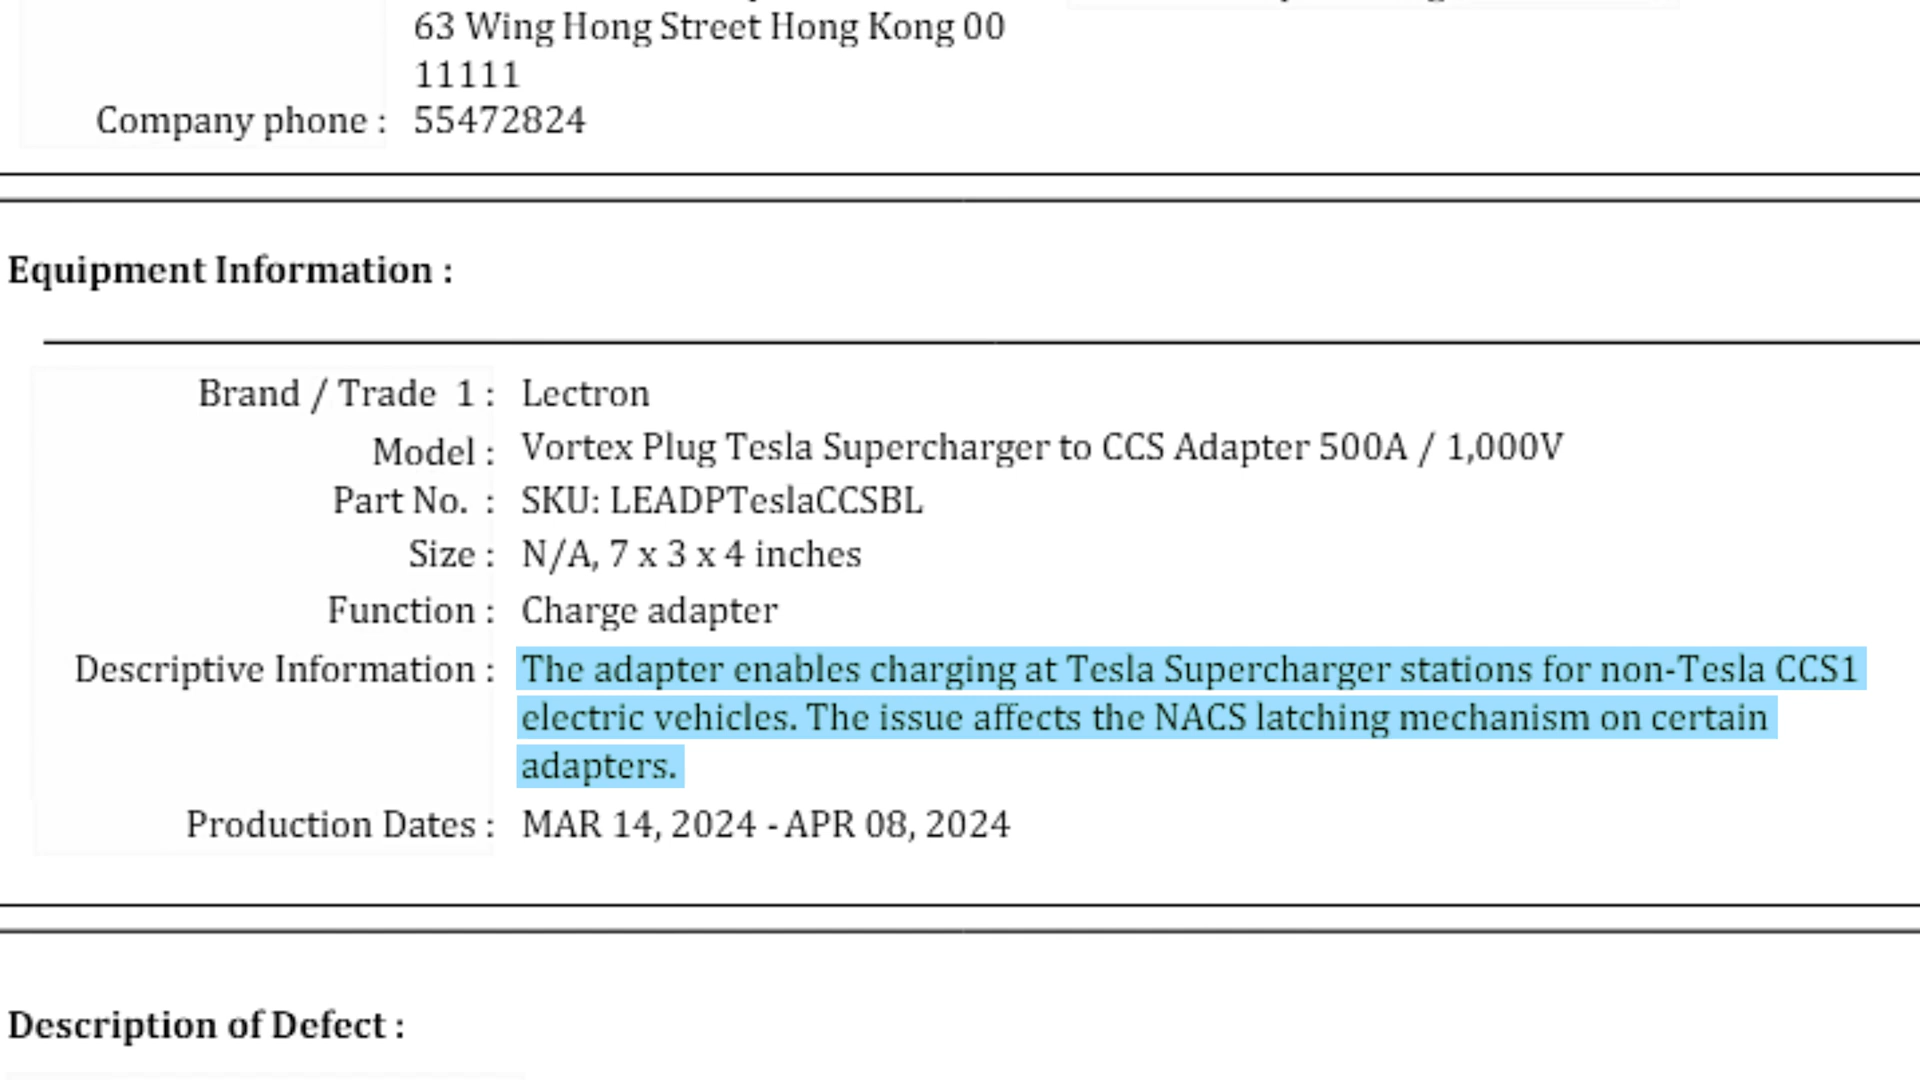 63 Wing Hong Street Hong Kong 00
11111
Company phone : 55472824
Equipment Information :
Brand / Trade 1 : Lectron
Model : Vortex Plug Tesla Supercharger to CCS Adapter 500A / 1,000V
Part No. : SKU: LEADPTeslaCCSBL
Size : N/A, 7 x 3 x 4 inches
Function : Charge adapter
Descriptive Information : The adapter enables charging at Tesla Supercharger stations for non-Tesla CCS1
electric vehicles. The issue affects the NACS latching mechanism on certain
adapters.
Production Dates : MAR 14, 2024 - APR 08, 2024
Description of Defect :